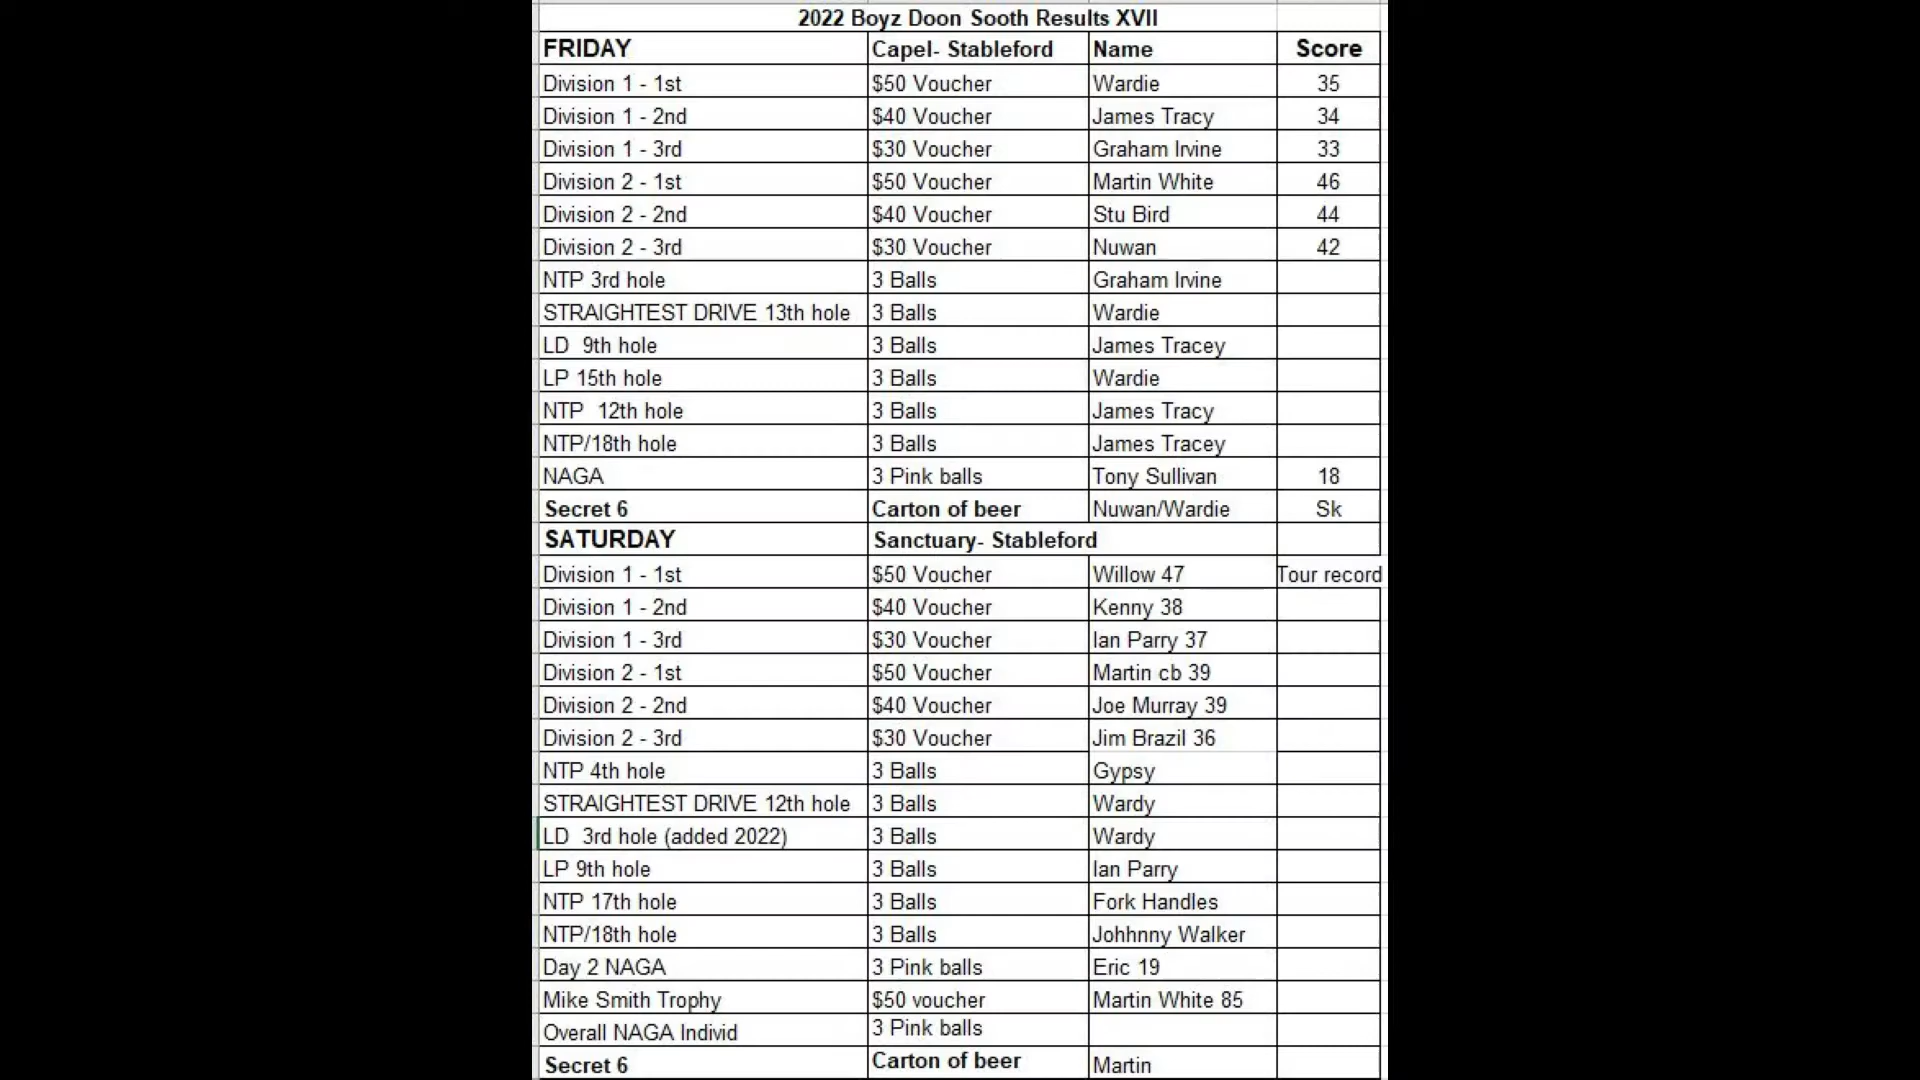 2022 Boyz Doon Sooth Results XVII
FRIDAY Capel- Stableford Name Score
Division 1 - 1st $50 Voucher Wardie 35
Division 1 - 2nd $40 Voucher James Tracy 34
Division 1 - 3rd $30 Voucher Graham Irvine 33
Division 2 - 1st $50 Voucher Martin White 46
Division 2 - 2nd $40 Voucher Stu Bird 44
Division 2 - 3rd $30 Voucher Nuwan 42
NTP 3rd hole 3 Balls Graham Irvine
STRAIGHTEST DRIVE 13th hole 3 Balls Wardie
LD 9th hole 3 Balls James Tracey
LP 15th hole 3 Balls Wardie
NTP 12th hole 3 Balls James Tracy
NTP/18th hole 3 Balls James Tracey
NAGA 3 Pink balls Tony Sullivan 18
Secret 6 Carton of beer Nuwan/Wardie Sk
SATURDAY Sanctuary- Stableford
Division 1 - 1st $50 Voucher Willow 47 Tour record
Division 1 - 2nd $40 Voucher Kenny 38
Division 1 - 3rd $30 Voucher Ian Parry 37
Division 2 - 1st $50 Voucher Martin cb 39
Division 2 - 2nd $40 Voucher Joe Murray 39
Division 2 - 3rd $30 Voucher Jim Brazil 36
NTP 4th hole 3 Balls Gypsy
STRAIGHTEST DRIVE 12th hole 3 Balls Wardy
LD 3rd hole (added 2022) 3 Balls Wardy
LP 9th hole 3 Balls Ian Parry
NTP 17th hole 3 Balls Fork Handles
NTP/18th hole 3 Balls Johhnny Walker
Day 2 NAGA 3 Pink balls Eric 19
Mike Smith Trophy $50 voucher Martin White 85
Overall NAGA Individ 3 Pink balls
Secret 6 Carton of beer Martin